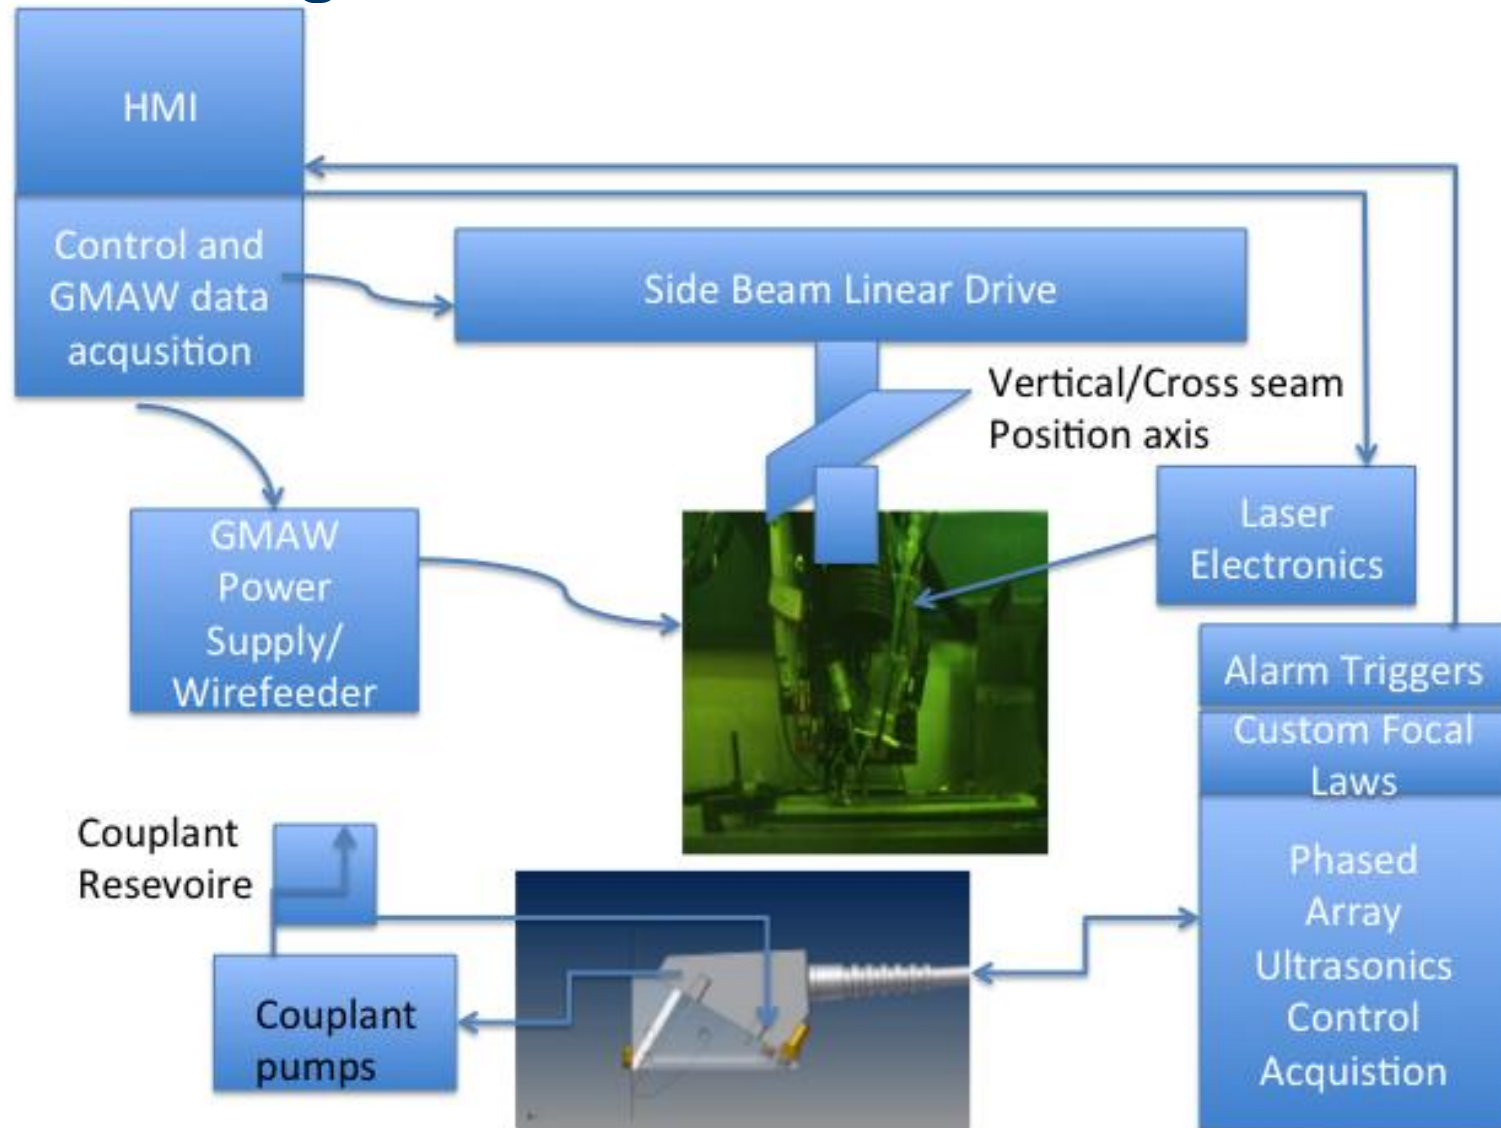 HMI
Control and
GMAW data
acqusition
Side Beam Linear Drive
Vertical/Cross seam
Position axis
GMAW
Power
Supply/
Wirefeeder
Laser
Electronics
Alarm Triggers
Custom Focal
Laws
Phased
Array
Ultrasonics
Control
Acquistion
Couplant
Resevoire
Couplant
pumps